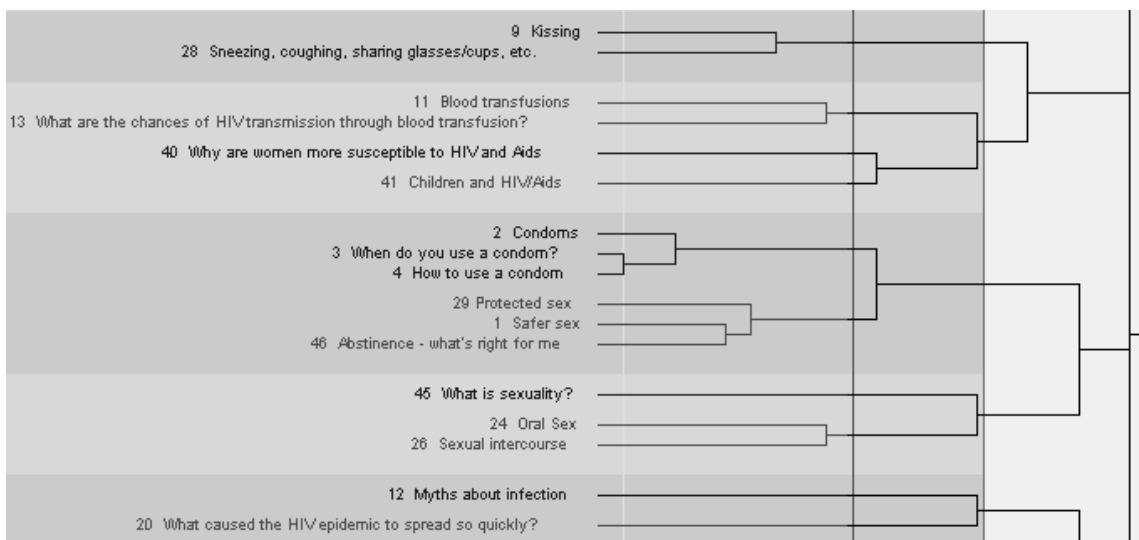 9 Kissing
28 Sneezing, coughing, sharing glasses/cups, etc.
11 Blood transfusions
13 What are the chances of HIV transmission through blood transfusion?
40 Why are women more susceptible to HIV and Aids
41 Children and HIV/Aids
2 Condoms
3 When do you use a condom?
4 How to use a condom
29 Protected sex
1 Safer sex
46 Abstinence - what's right for me
45 What is sexuality?
24 Oral Sex
26 Sexual intercourse
12 Myths about infection
20 What caused the HIV epidemic to spread so quickly?